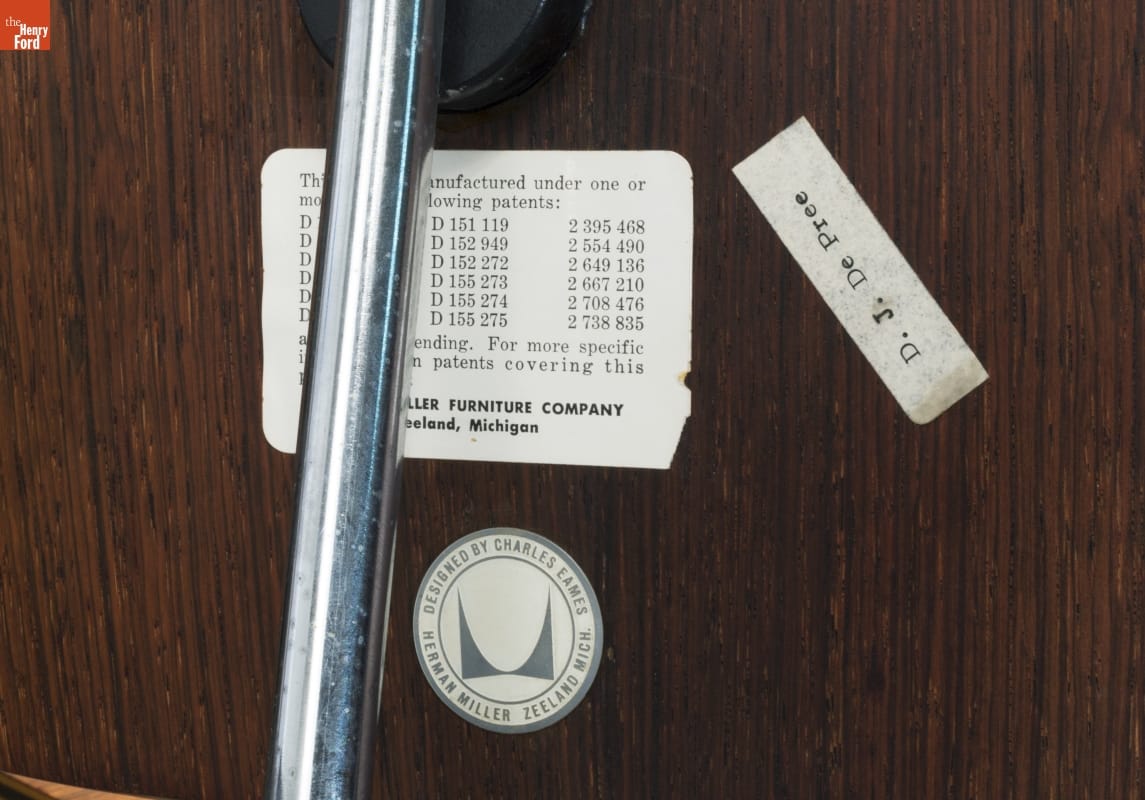 the
Henry
Ford
anufactured under one or
lowing patents:
D D 151 119 2 395 468
D D 152 949 2 554 490
D D 152 272 2 649 136
D D 155 273 2 667 210
D D 155 274 2 708 476
D D 155 275 2 738 835
ending. For more specific
patents covering this
LLER FURNITURE COMPANY
eeland, Michigan
D. J. De Pree
DESIGNED BY CHARLES EAMES
HERMAN MILLER ZEELAND MICH.